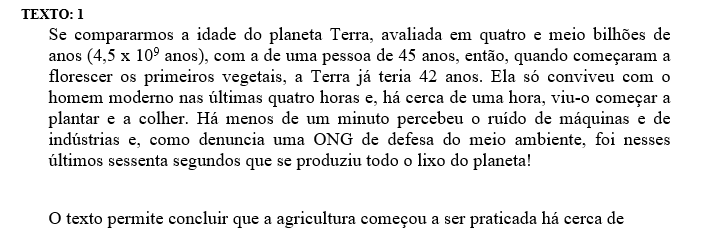 TEXTO: 1
Se compararmos a idade do planeta Terra, avaliada em quatro e meio bilhões de
anos (4,5 x 10⁹ anos), com a de uma pessoa de 45 anos, então, quando começaram a
florescer os primeiros vegetais, a Terra já teria 42 anos. Ela só conviveu com o
homem moderno nas últimas quatro horas e, há cerca de uma hora, viu-o começar a
plantar e a colher. Há menos de um minuto percebeu o ruído de máquinas e de
indústrias e, como denuncia uma ONG de defesa do meio ambiente, foi nesses
últimos sessenta segundos que se produziu todo o lixo do planeta!
O texto permite concluir que a agricultura começou a ser praticada há cerca de